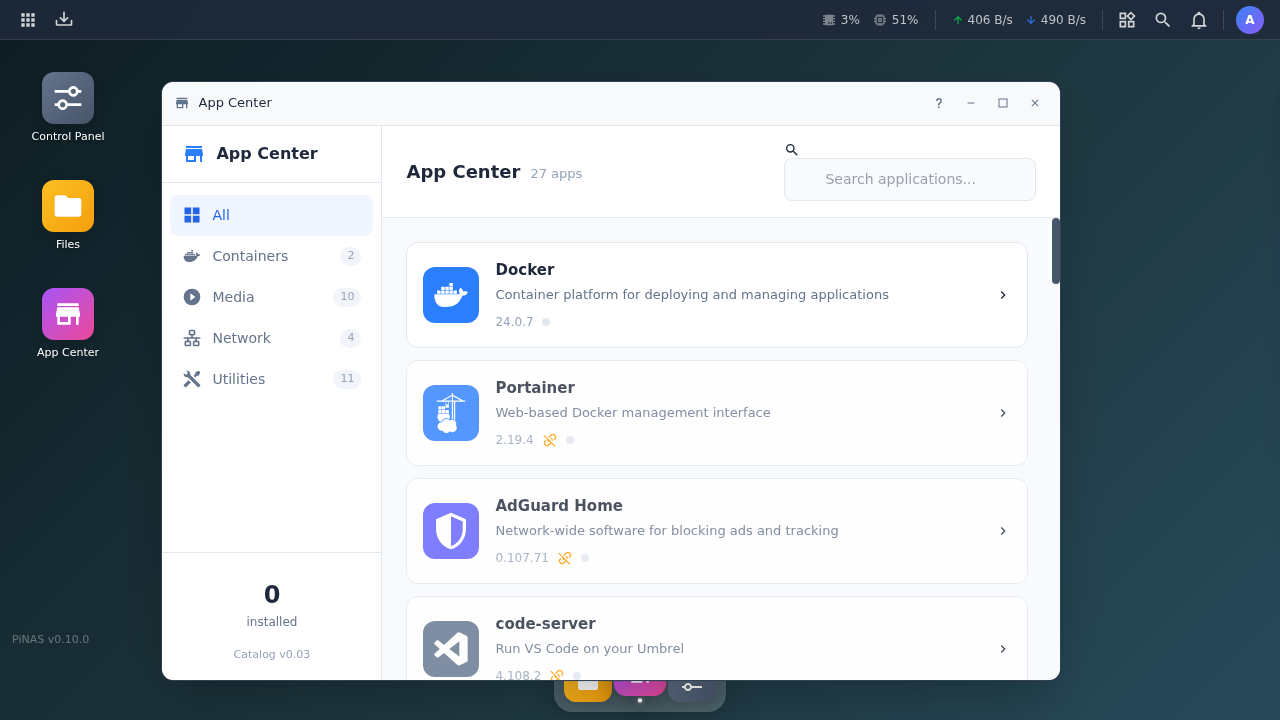 3%
51%
406 B/s
490 B/s
A
Control Panel
Files
App Center
PiNAS v0.10.0
App Center
?
App Center
All
Containers 2
Media 10
Network 4
Utilities 11
0
installed
Catalog v0.03
App Center 27 apps
Search applications...
Docker
Container platform for deploying and managing applications
24.0.7
Portainer
Web-based Docker management interface
2.19.4
AdGuard Home
Network-wide software for blocking ads and tracking
0.107.71
code-server
Run VS Code on your Umbrel
4.108.2